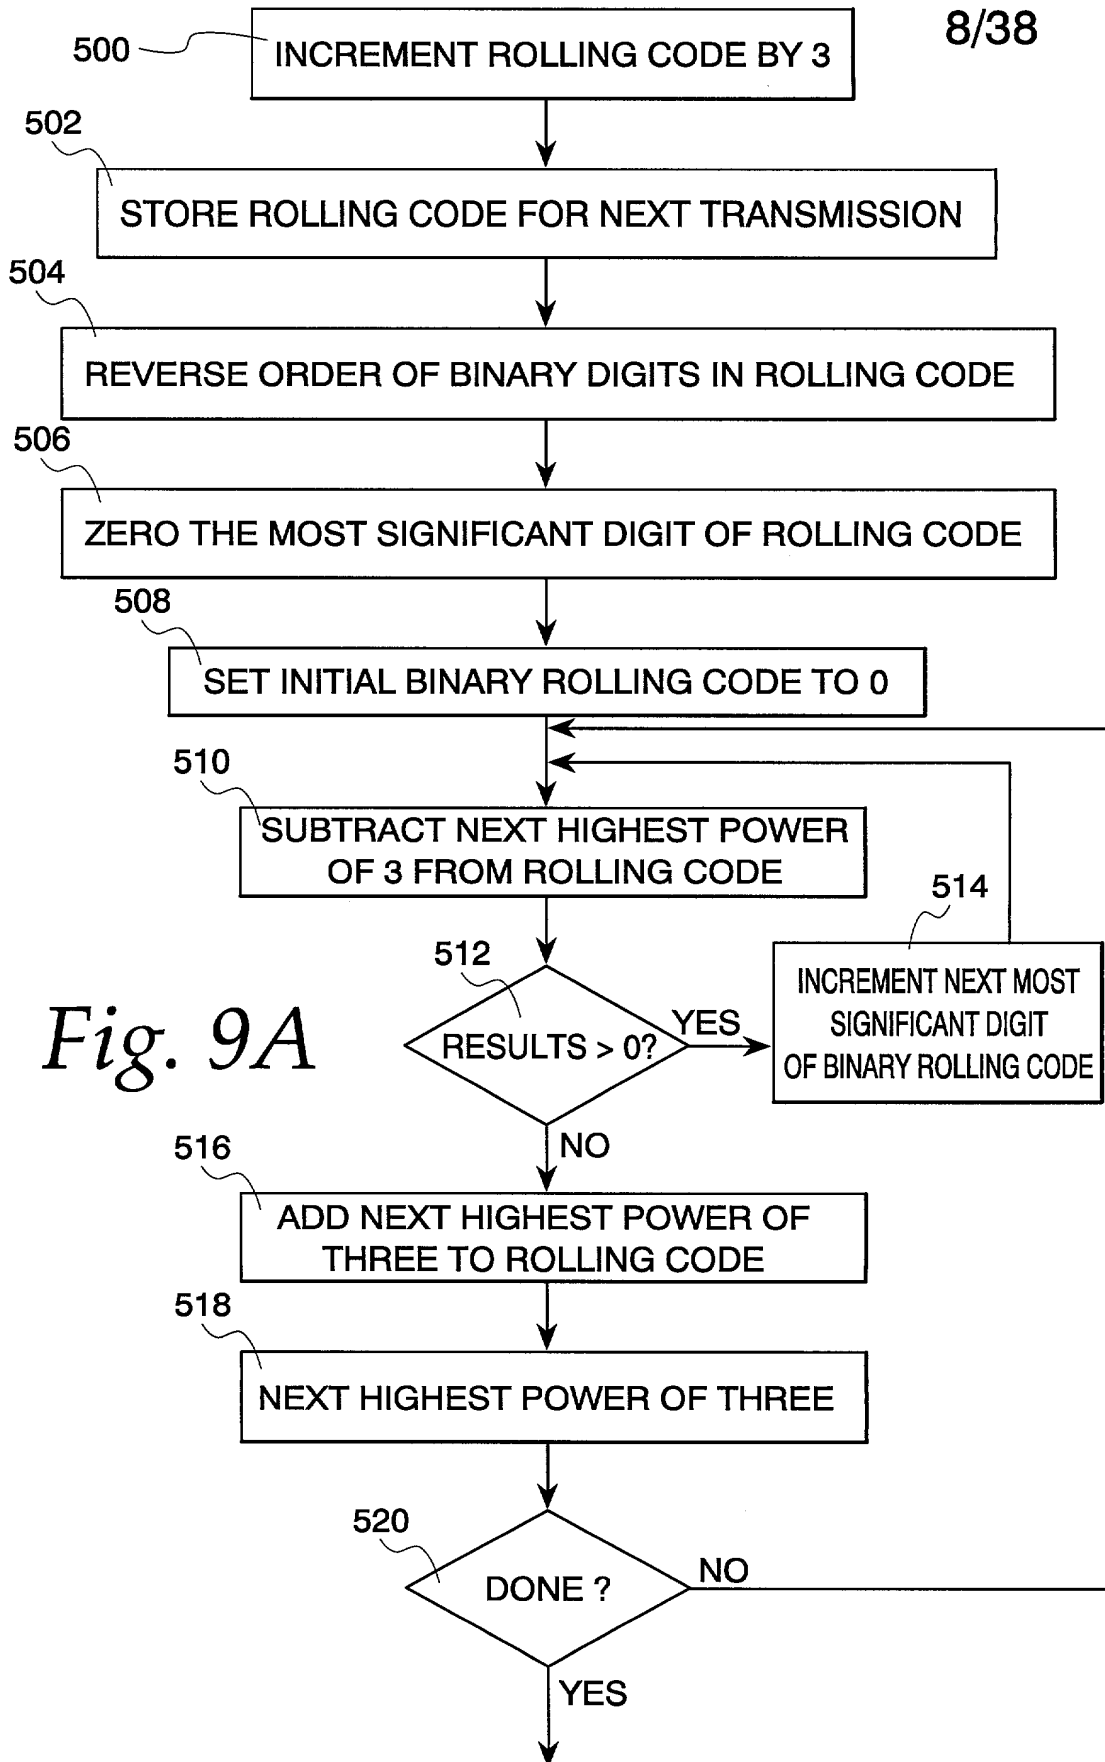 8/38
500
INCREMENT ROLLING CODE BY 3
502
STORE ROLLING CODE FOR NEXT TRANSMISSION
504
REVERSE ORDER OF BINARY DIGITS IN ROLLING CODE
506
ZERO THE MOST SIGNIFICANT DIGIT OF ROLLING CODE
508
SET INITIAL BINARY ROLLING CODE TO 0
510
SUBTRACT NEXT HIGHEST POWER
OF 3 FROM ROLLING CODE
514
512
INCREMENT NEXT MOST
SIGNIFICANT DIGIT
OF BINARY ROLLING CODE
Fig. 9A
RESULTS > 0?
YES
NO
516
ADD NEXT HIGHEST POWER OF
THREE TO ROLLING CODE
518
NEXT HIGHEST POWER OF THREE
520
DONE ?
NO
YES